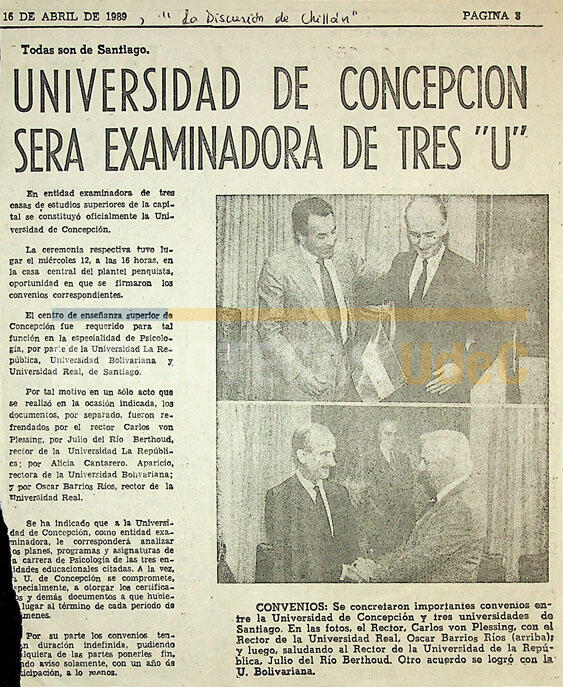 16 DE ABRIL DE 1989, "La Discusión de Chillán" PAGINA 3
Todas son de Santiago.
UNIVERSIDAD DE CONCEPCION
SERA EXAMINADORA DE TRES "U"
En entidad examinadora de tres
casas de estudios superiores de la capi
tal se constituyó oficialmente la Uni-
versidad de Concepción.
La ceremonia respectiva tuvo lu-
gar el miércoles 12, a las 16 horas, en
la casa central del plantel penquista,
oportunidad en que se firmaron los
convenios correspondientes.
El centro de enseñanza superior de
Concepción fue requerido para tal
función en la especialidad de Psicolo-
gía, por parte de la Universidad La Re-
pública, Universidad Bolivariana y
Universidad Real, de Santiago.
Por tal motivo en un sólo acto que
se realizó en la ocasión indicada, los
documentos, por separado, fueron re-
frendados por el rector Carlos von
Plessing, por Julio del Río Berthoud,
rector de la Universidad La Repúbli-
ca; por Alicia Cantarero. Aparicio,
rectora de la Universidad Bolivariana;
y por Oscar Barrios Ríos, rector de la
Universidad Real.
Se ha indicado que a la Universi-
dad de Concepción, como entidad exa-
minadora, le corresponderá analizar
os planes, programas y asignaturas de
a carrera de Psicología de las tres en-
idades educacionales citadas. A la vez,
a U. de Concepción se compromete,
specialmente, a otorgar los certifica-
s y demás documentos a que hubie-
lugar al término de cada período de
menes.
Por su parte los convenios ten-
n duración indefinida, pudiendo
lquiera de las partes ponerles fin,
ndo aviso solamente, con un año de
icipación, a lo menos.
UdeC
CONVENIOS: Se concretaron importantes convenios en-
tre la Universidad de Concepción y tres universidades de
Santiago. En las fotos, el Rector, Carlos von Plessing, con el
Rector de la Universidad Real, Oscar Barrios Ríos (arriba); y
luego, saludando al Rector de la Universidad de la Repú-
blica, Julio del Río Berthoud. Otro acuerdo se logró con la
U. Bolivariana.